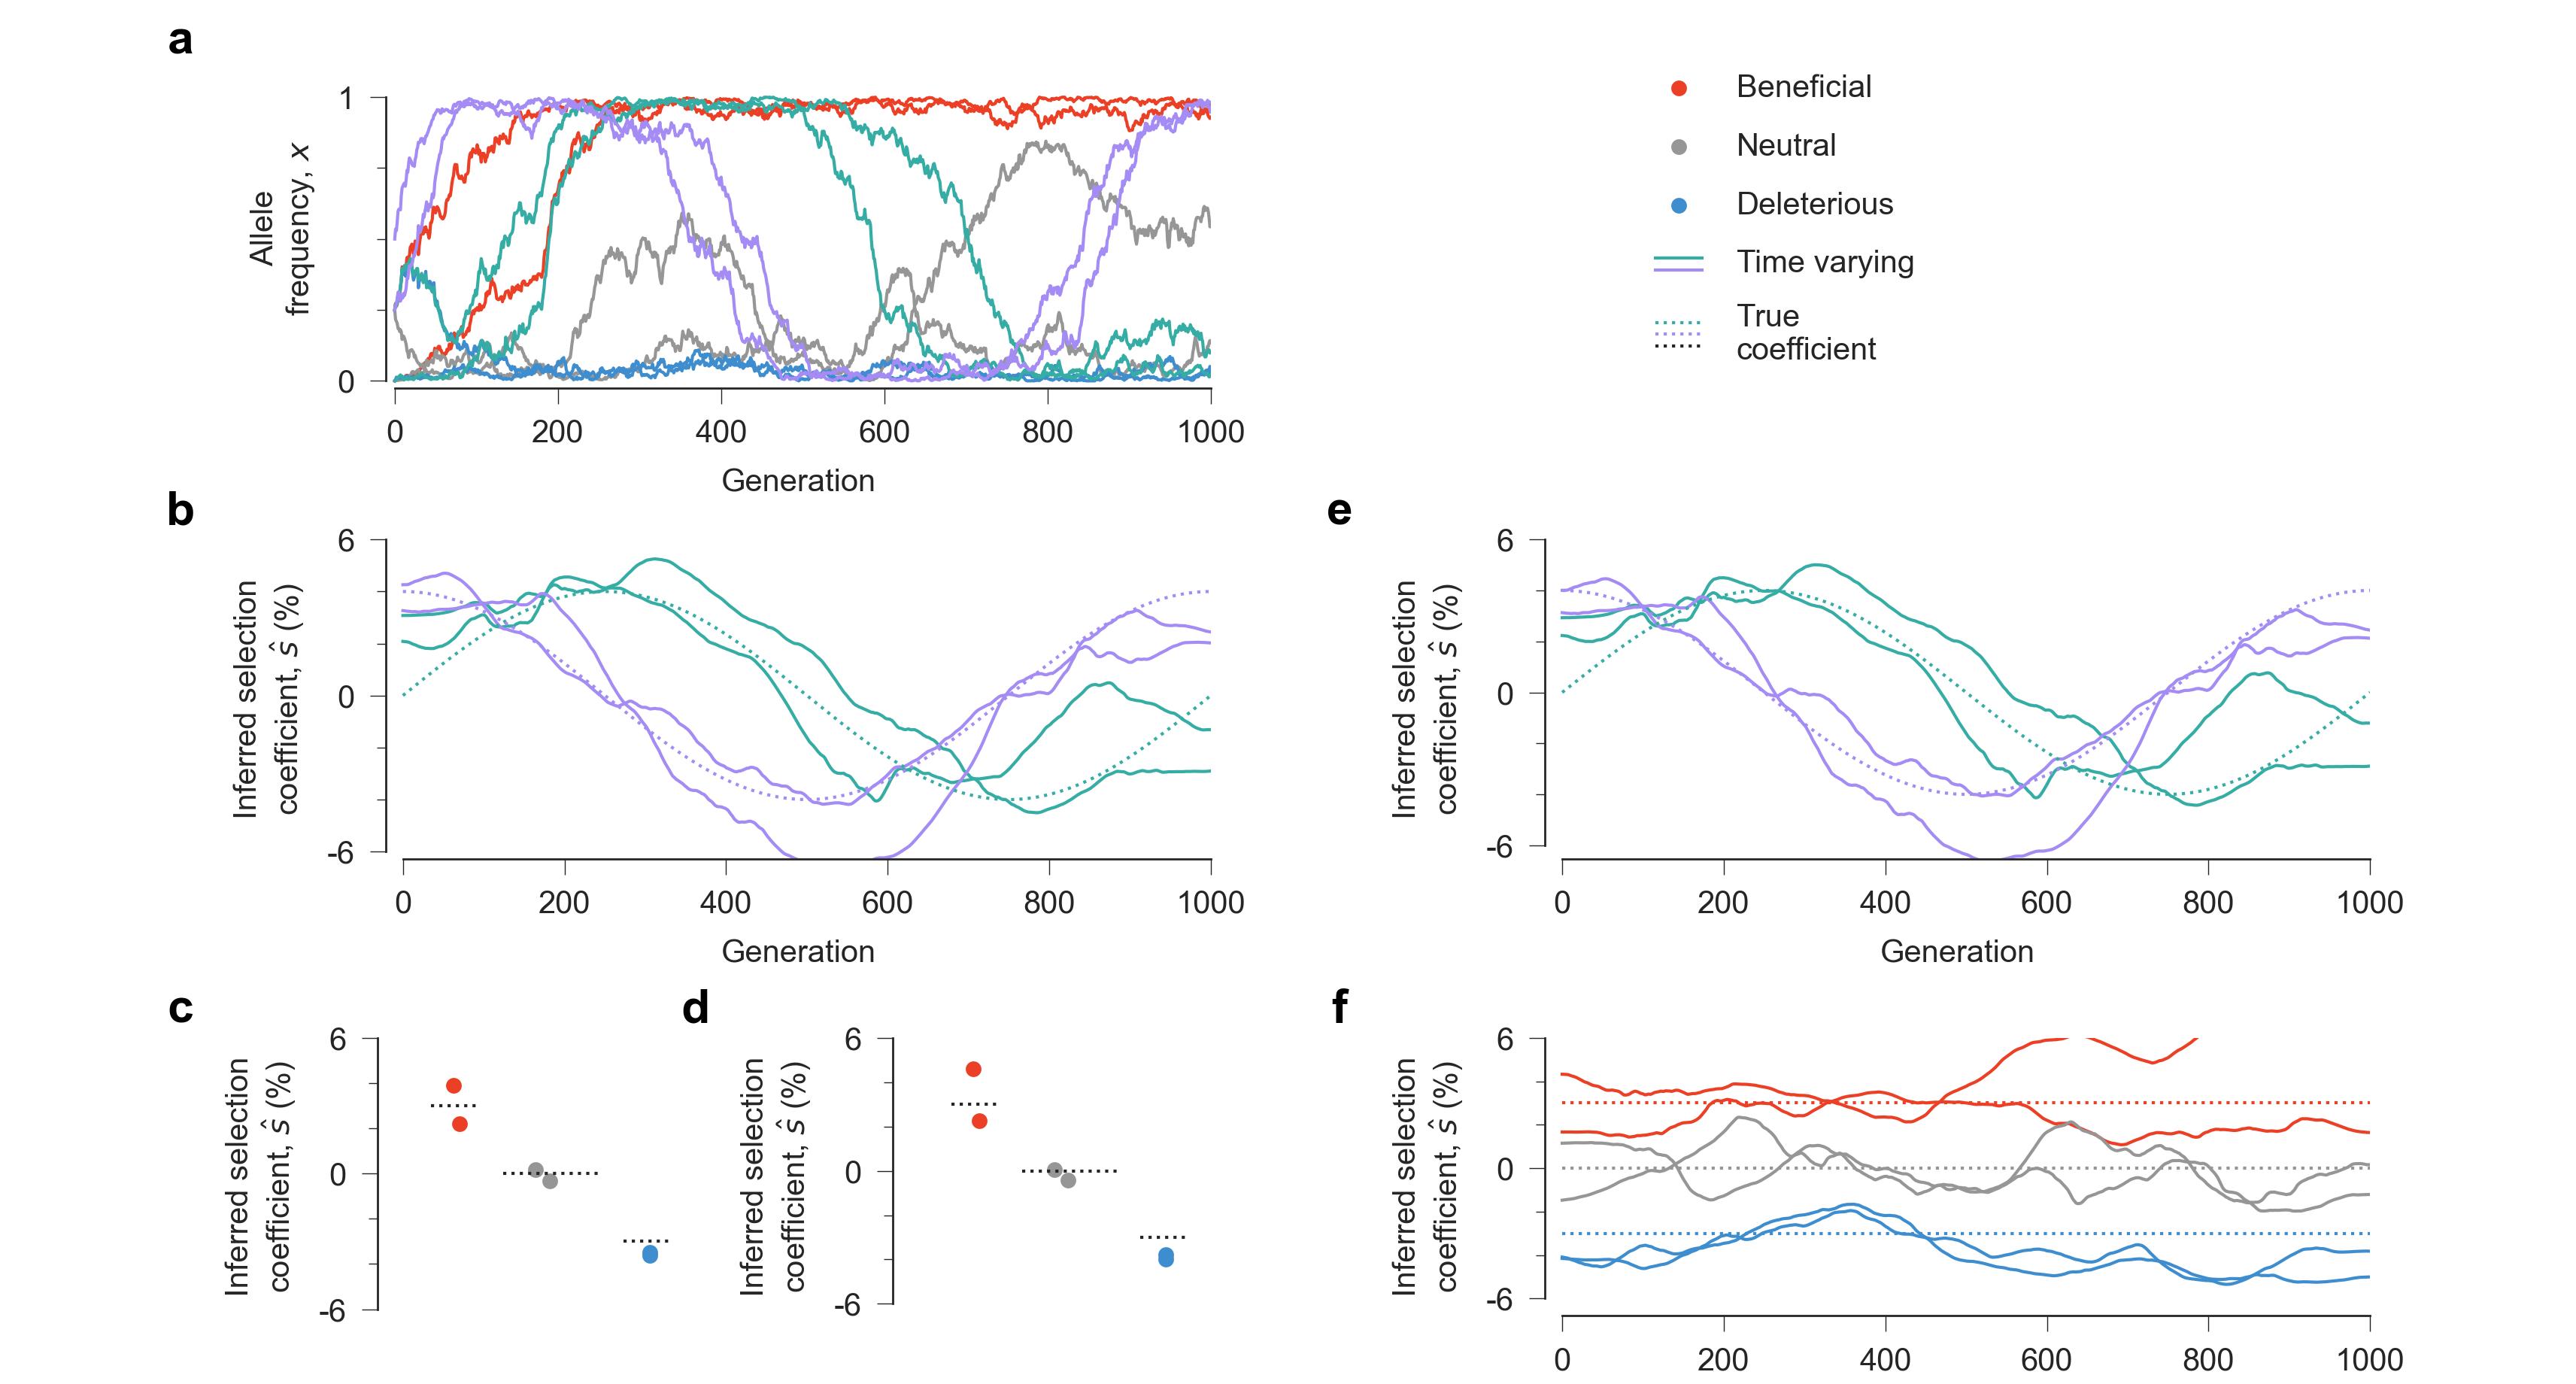 a
1
0
Allele
frequency, x
0 200 400 600 800 1000
Generation
Beneficial
Neutral
Deleterious
Time varying
True
coefficient
b
6
0
-6
Inferred selection
coefficient, ŝ (%)
0 200 400 600 800 1000
Generation
e
6
0
-6
Inferred selection
coefficient, ŝ (%)
0 200 400 600 800 1000
Generation
c
6
0
-6
Inferred selection
coefficient, ŝ (%)
d
6
0
-6
Inferred selection
coefficient, ŝ (%)
f
6
0
-6
Inferred selection
coefficient, ŝ (%)
0 200 400 600 800 1000